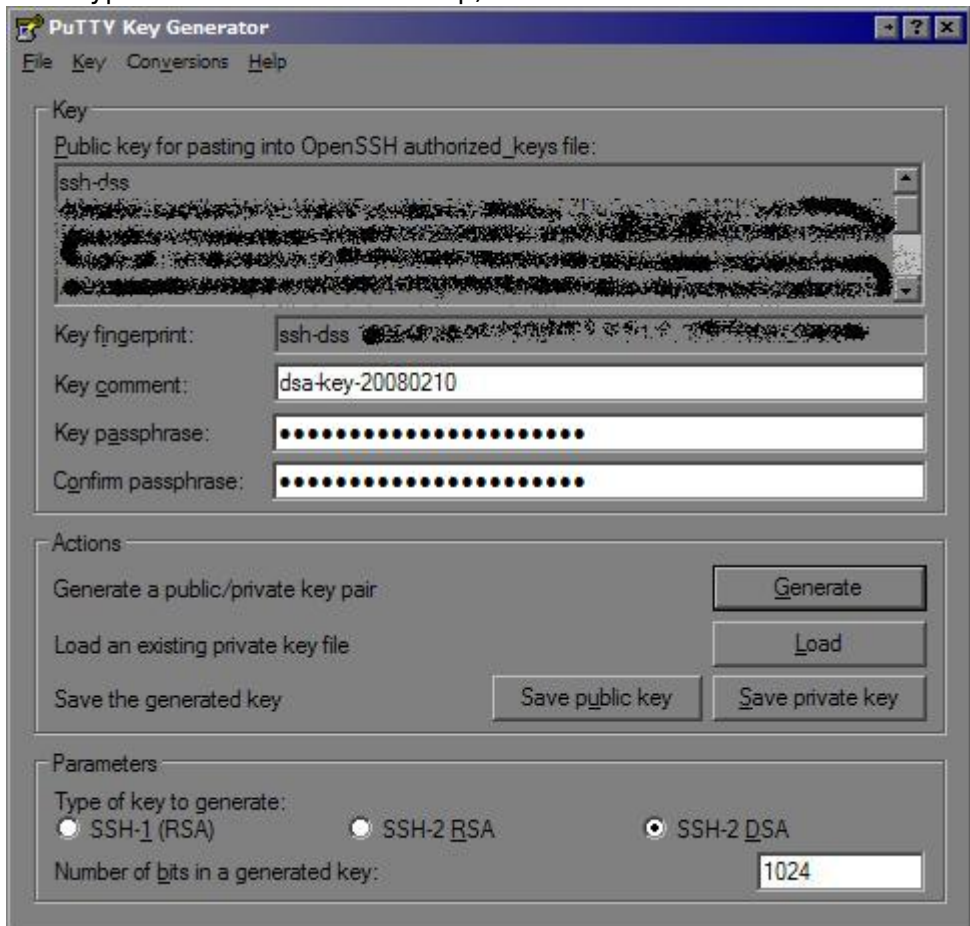 PuTTY Key Generator
File Key Conversions Help
Key
Public key for pasting into OpenSSH authorized_keys file:
ssh-dss
Key fingerprint: ssh-dss
Key comment: dsa-key-20080210
Key passphrase: ••••••••••••••••••••••
Confirm passphrase: ••••••••••••••••••••••
Actions
Generate a public/private key pair Generate
Load an existing private key file Load
Save the generated key Save public key Save private key
Parameters
Type of key to generate:
SSH-1 (RSA) SSH-2 RSA SSH-2 DSA
Number of bits in a generated key: 1024